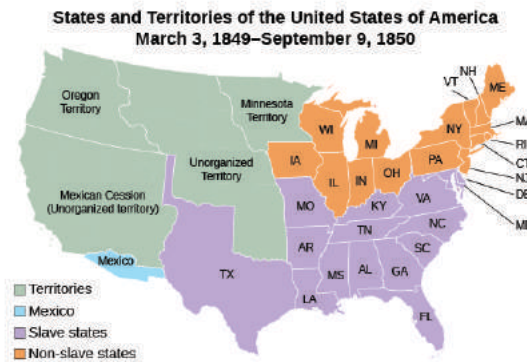 States and Territories of the United States of America
March 3, 1849–September 9, 1850
NH
VT
ME
Oregon
Territory
Minnesota
Territory
WI
MI
NY
MA
RI
CT
NJ
DE
Unorganized
Territory
IA
IL
IN
OH
PA
Mexican Cession
(Unorganized territory)
MO
KY
VA
TN
NC
AR
SC
Mexico
TX
LA
MS
AL
GA
FL
Territories
Mexico
Slave states
Non-slave states